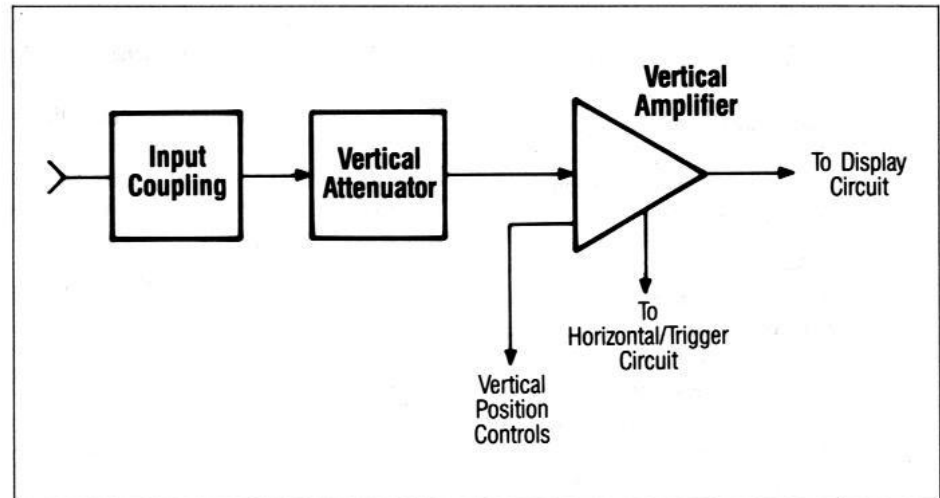 Input
Coupling
Vertical
Attenuator
Vertical
Amplifier
To Display
Circuit
To
Horizontal/Trigger
Circuit
Vertical
Position
Controls